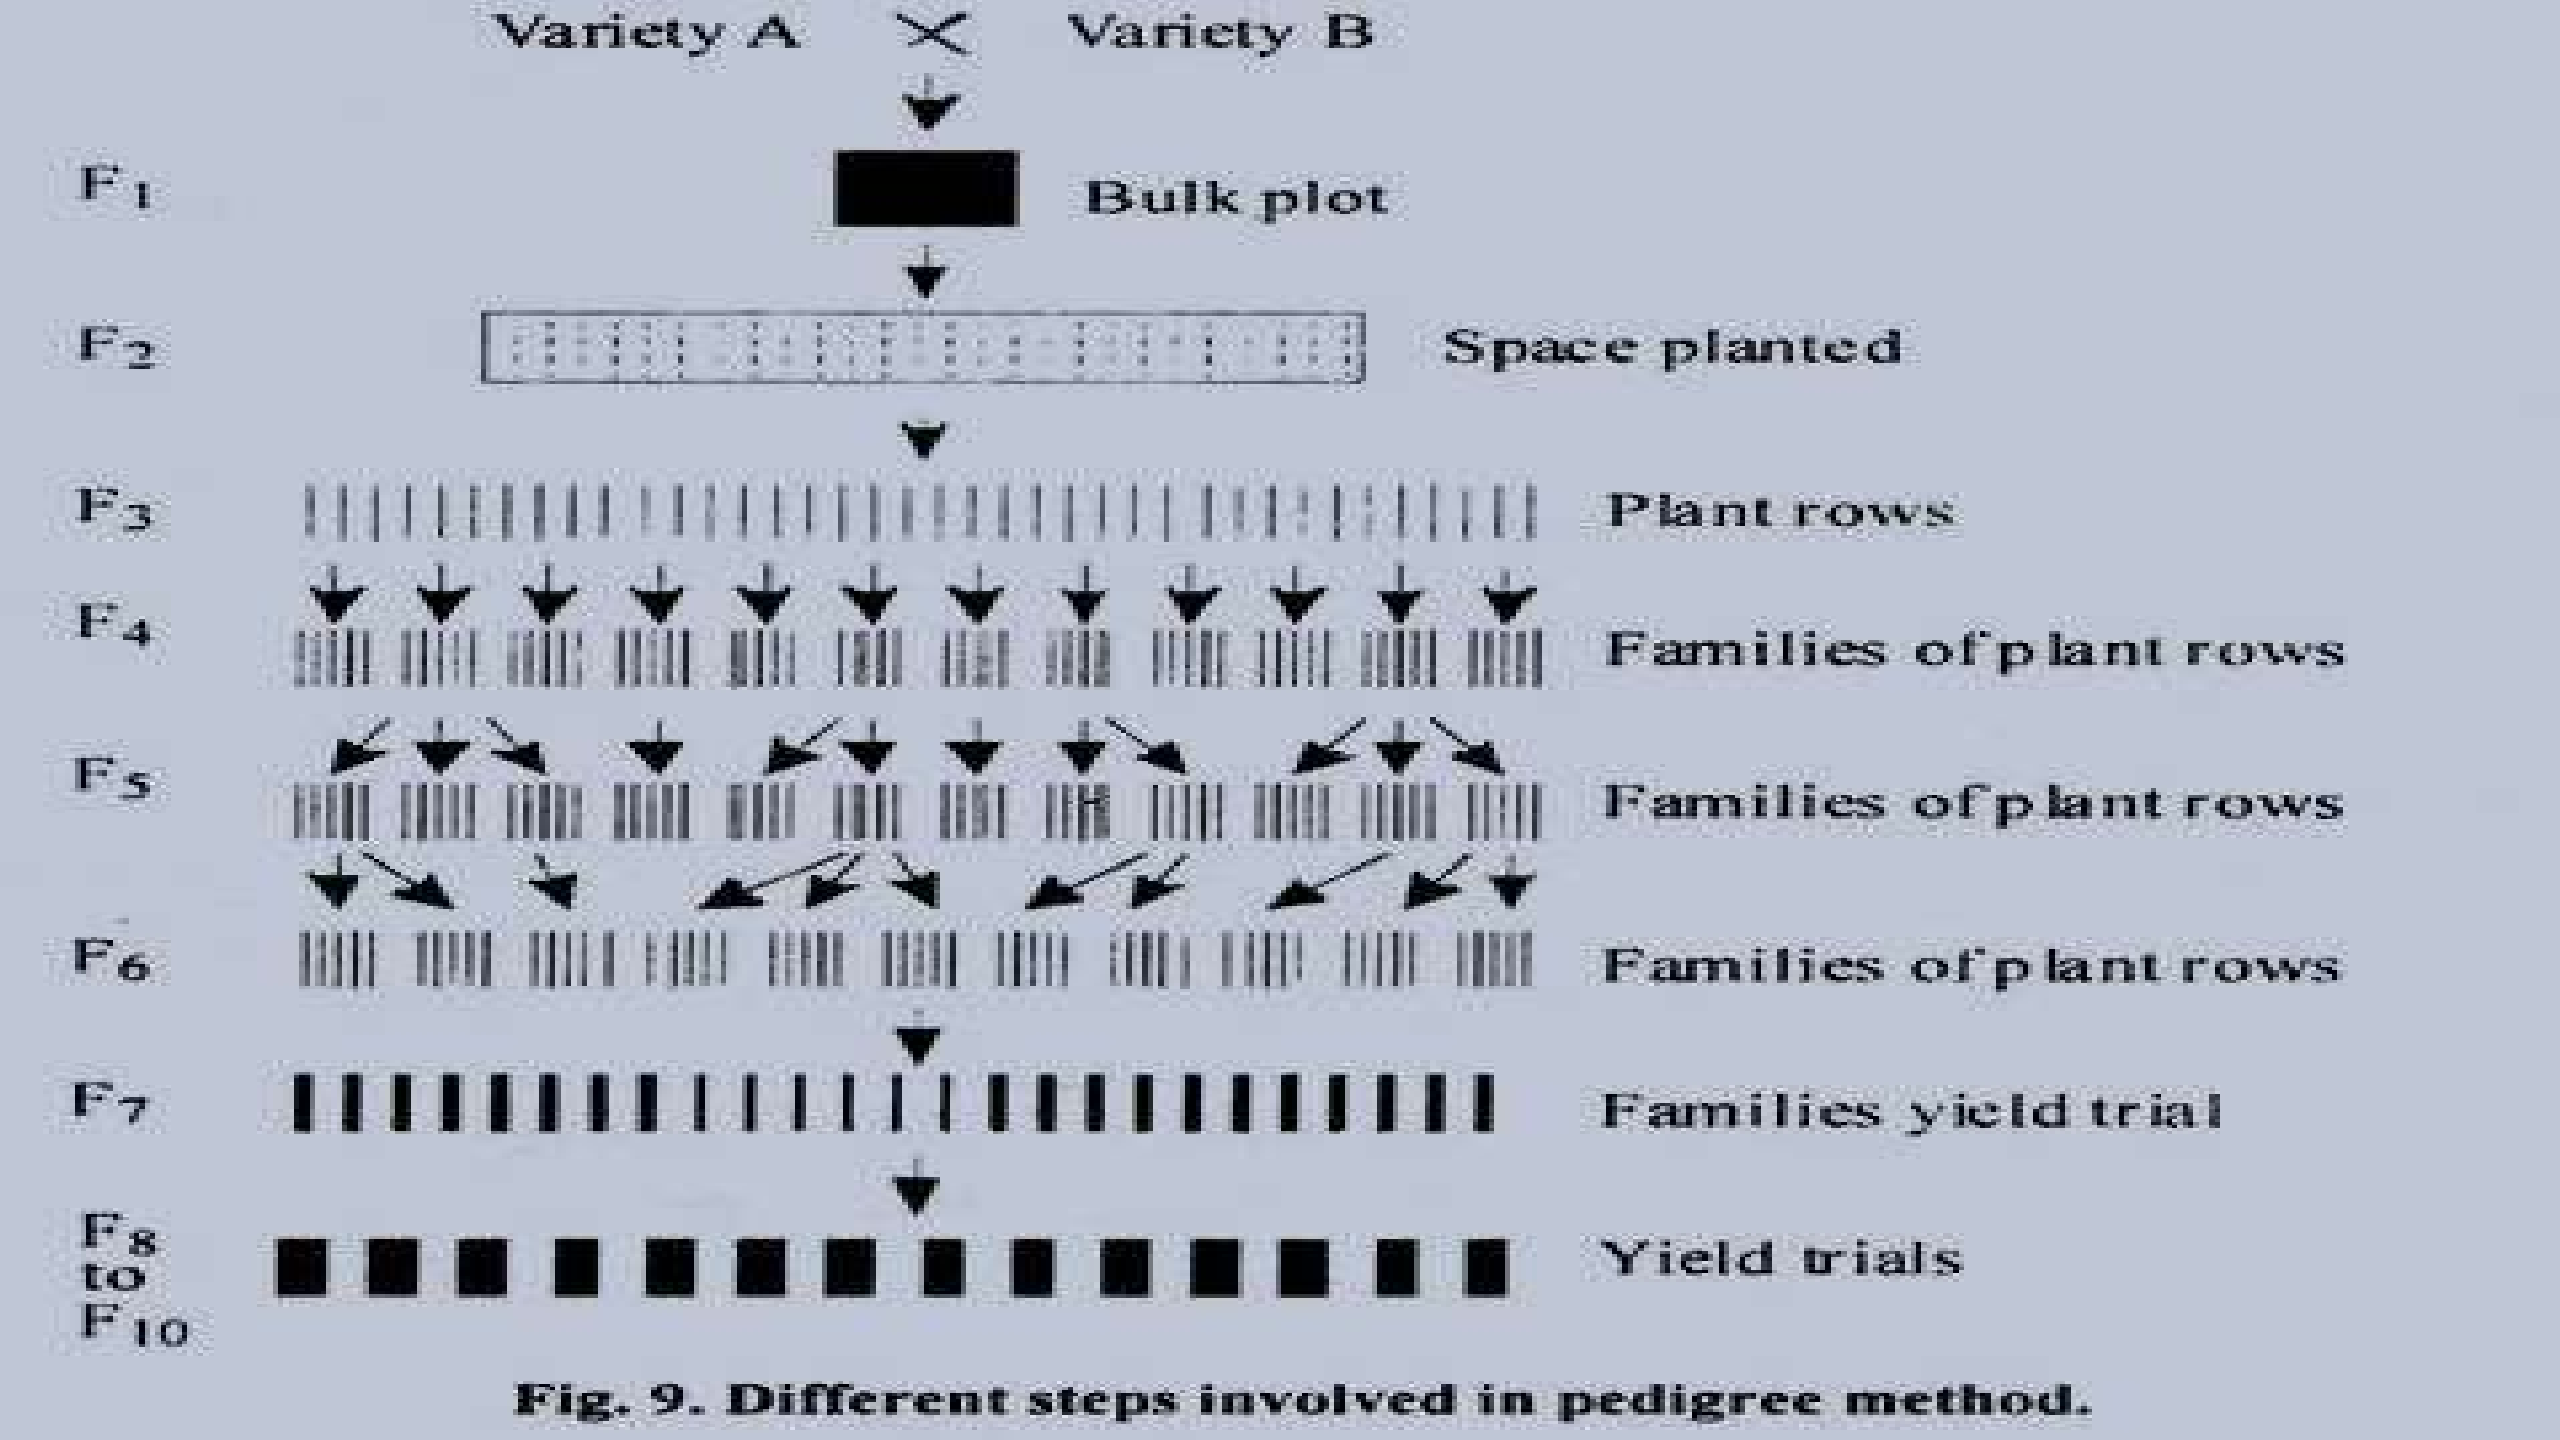 Variety A X Variety B
F1 Bulk plot
F2 Space planted
F3 Plant rows
F4 Families of plant rows
F5 Families of plant rows
F6 Families of plant rows
F7 Families yield trial
F8
to
F10
Yield trials
Fig. 9. Different steps involved in pedigree method.